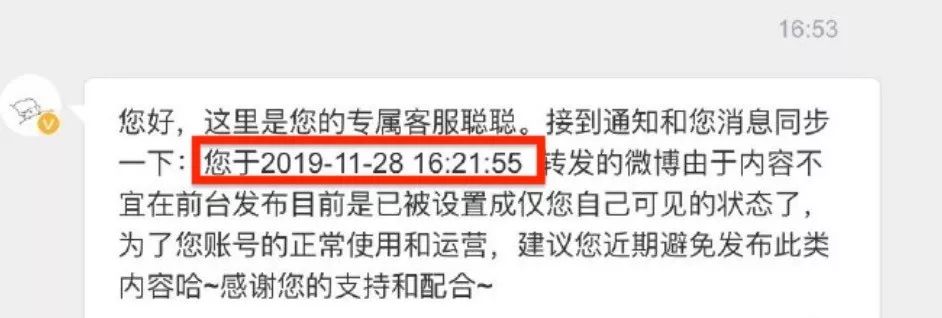 16:53
您好，这里是您的专属客服聪聪。接到通知和您消息同步
一下：您于2019-11-28 16:21:55 转发的微博由于内容不
宜在前台发布目前是已被设置成仅您自己可见的状态了，
为了您账号的正常使用和运营，建议您近期避免发布此类
内容哈~感谢您的支持和配合~